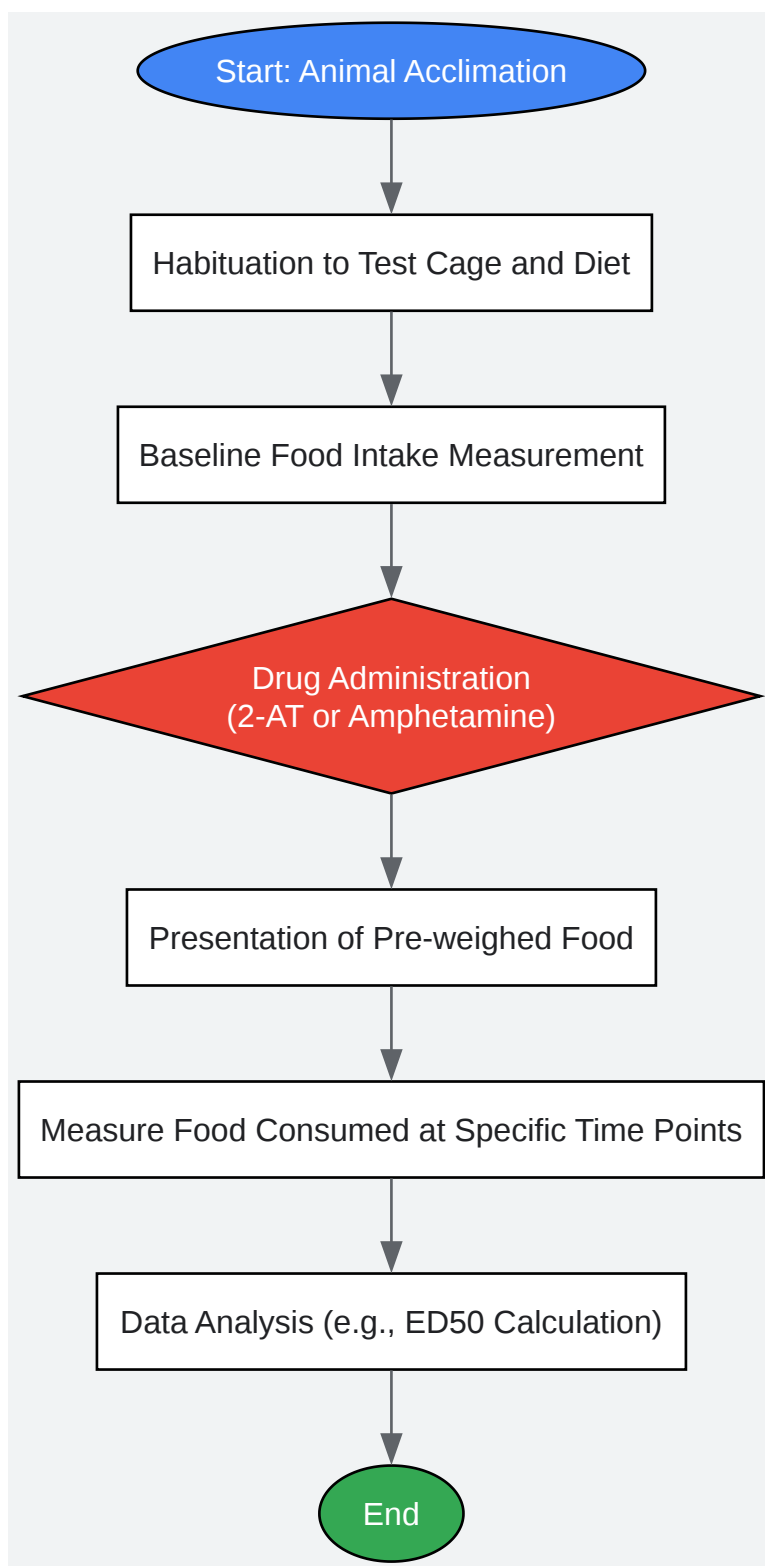 Start: Animal Acclimation
Habituation to Test Cage and Diet
Baseline Food Intake Measurement
Drug Administration
(2-AT or Amphetamine)
Presentation of Pre-weighed Food
Measure Food Consumed at Specific Time Points
Data Analysis (e.g., ED50 Calculation)
End